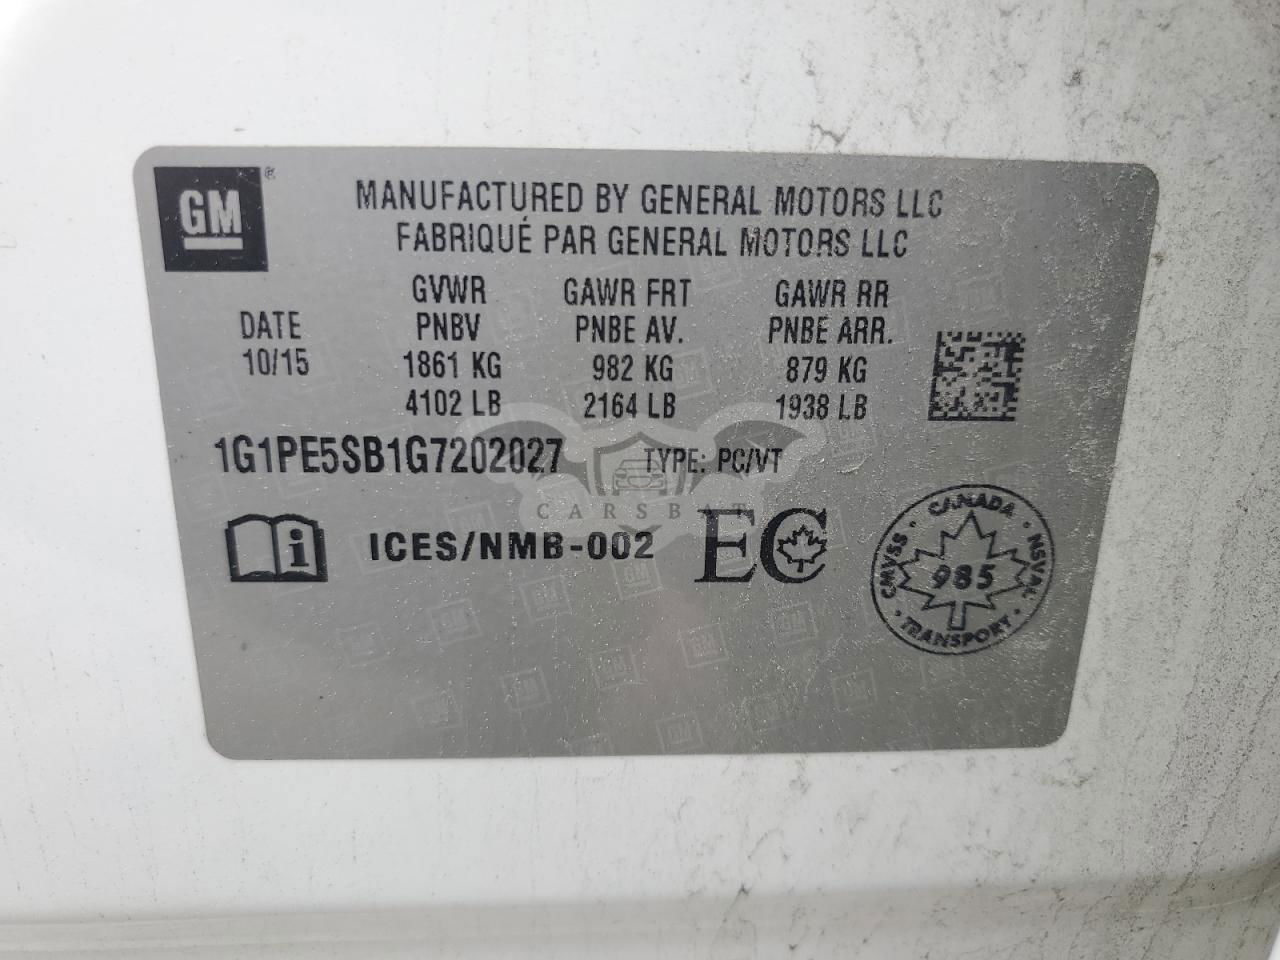 GM®
MANUFACTURED BY GENERAL MOTORS LLC
FABRIQUÉ PAR GENERAL MOTORS LLC
GVWR GAWR FRT GAWR RR
DATE PNBV PNBE AV. PNBE ARR.
10/15 1861 KG 982 KG 879 KG
4102 LB 2164 LB 1938 LB
1G1PE5SB1G7202027 TYPE: PC/VT
CARSBAT
i ICES/NMB-002 EC
CANADA
CMVSS 985 NSVAC
TRANSPORT